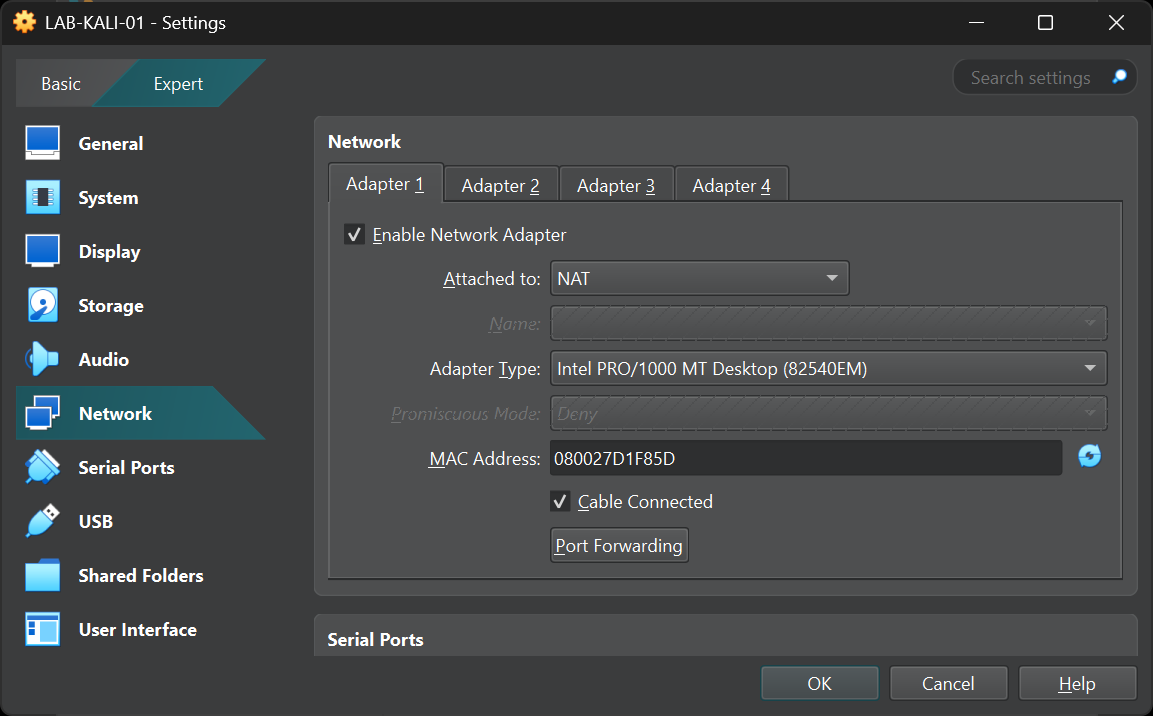 LAB-KALI-01 - Settings
Basic
Expert
Search settings
General
System
Display
Storage
Audio
Network
Serial Ports
USB
Shared Folders
User Interface
Network
Adapter 1
Adapter 2
Adapter 3
Adapter 4
Enable Network Adapter
Attached to: NAT
Name:
Adapter Type: Intel PRO/1000 MT Desktop (82540EM)
Promiscuous Mode: Deny
MAC Address: 080027D1F85D
Cable Connected
Port Forwarding
Serial Ports
OK
Cancel
Help